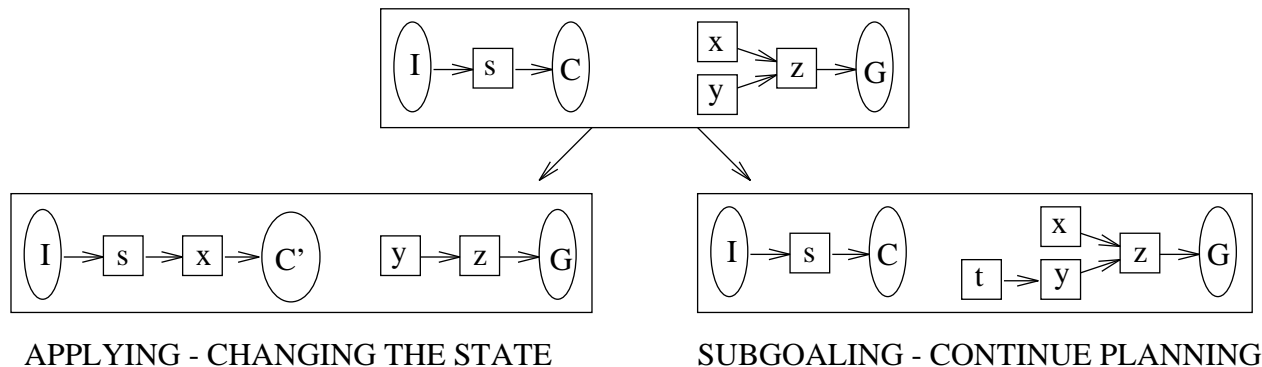 I s C x y z G
I s x C' y z G
I s C x t y z G
APPLYING - CHANGING THE STATE
SUBGOALING - CONTINUE PLANNING